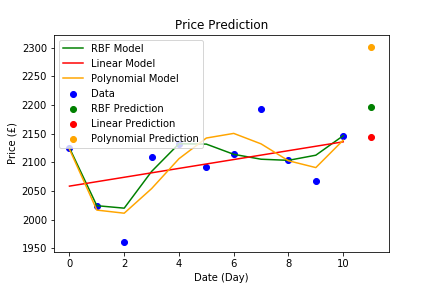 Price Prediction
Price (£)
2300
2250
2200
2150
2100
2050
2000
1950
RBF Model
Linear Model
Polynomial Model
Data
RBF Prediction
Linear Prediction
Polynomial Prediction
0 2 4 6 8 10
Date (Day)